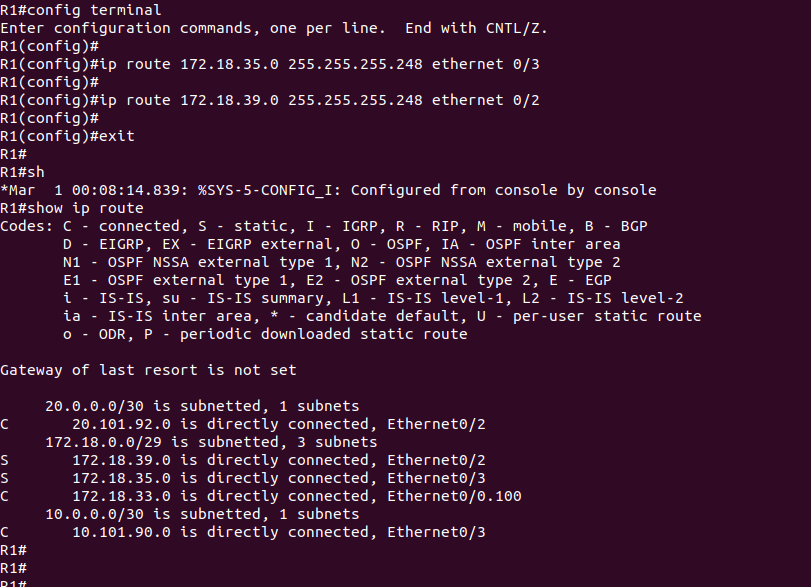 R1#config terminal
Enter configuration commands, one per line.  End with CNTL/Z.
R1(config)#
R1(config)#ip route 172.18.35.0 255.255.255.248 ethernet 0/3
R1(config)#
R1(config)#ip route 172.18.39.0 255.255.255.248 ethernet 0/2
R1(config)#
R1(config)#exit
R1#
R1#sh
*Mar  1 00:08:14.839: %SYS-5-CONFIG_I: Configured from console by console
R1#show ip route
Codes: C - connected, S - static, I - IGRP, R - RIP, M - mobile, B - BGP
       D - EIGRP, EX - EIGRP external, O - OSPF, IA - OSPF inter area
       N1 - OSPF NSSA external type 1, N2 - OSPF NSSA external type 2
       E1 - OSPF external type 1, E2 - OSPF external type 2, E - EGP
       i - IS-IS, su - IS-IS summary, L1 - IS-IS level-1, L2 - IS-IS level-2
       ia - IS-IS inter area, * - candidate default, U - per-user static route
       o - ODR, P - periodic downloaded static route

Gateway of last resort is not set

     20.0.0.0/30 is subnetted, 1 subnets
C       20.101.92.0 is directly connected, Ethernet0/2
     172.18.0.0/29 is subnetted, 3 subnets
S       172.18.39.0 is directly connected, Ethernet0/2
S       172.18.35.0 is directly connected, Ethernet0/3
C       172.18.33.0 is directly connected, Ethernet0/0.100
     10.0.0.0/30 is subnetted, 1 subnets
C       10.101.90.0 is directly connected, Ethernet0/3
R1#
R1#
R1#